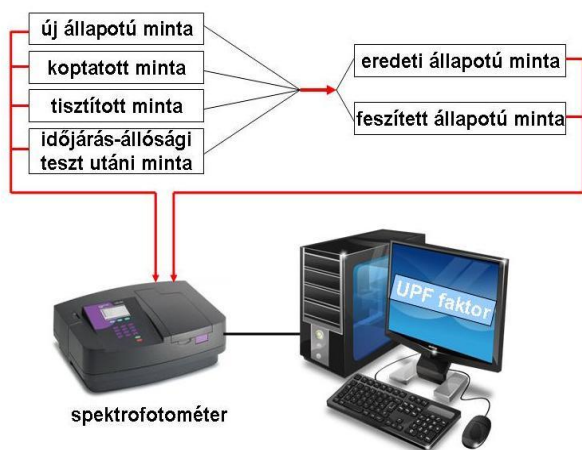 új állapotú minta
koptatott minta
tisztított minta
időjárás-állósági
teszt utáni minta
eredeti állapotú minta
feszített állapotú minta
UPF faktor
spektrofotométer